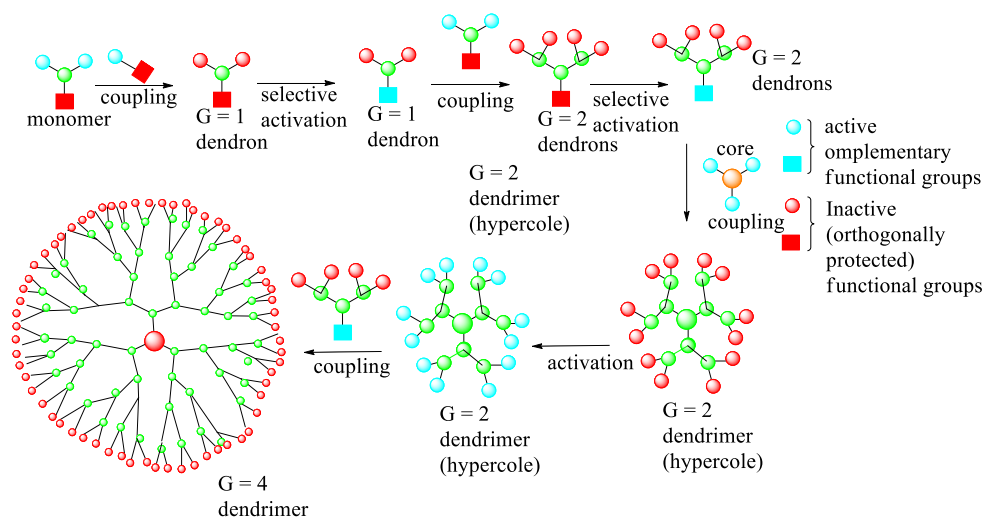 monomer
coupling
G = 1
dendron
selective
activation
G = 1
dendron
coupling
G = 2
dendrons
selective
activation
G = 2
dendrons
active
omplementary
functional groups
Inactive
(orthogonally
protected)
functional groups
core
coupling
G = 2
dendrimer
(hypercole)
G = 2
dendrimer
(hypercole)
activation
G = 2
dendrimer
(hypercole)
coupling
G = 4
dendrimer